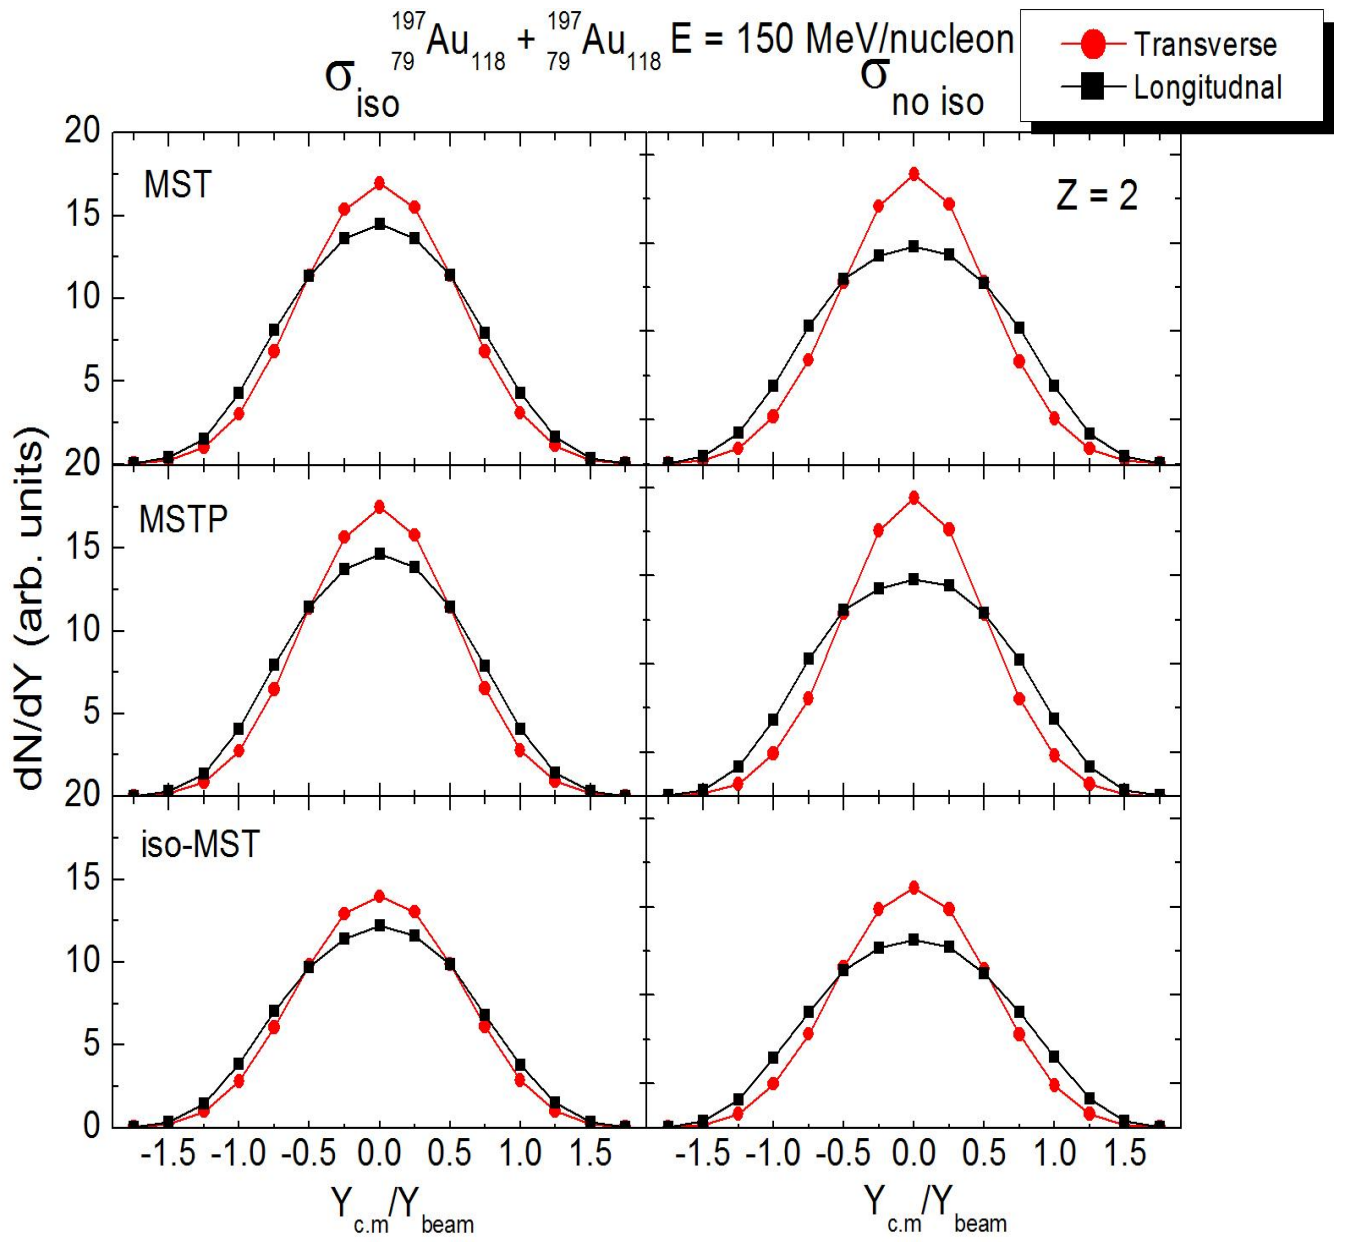 197 79 Au 118 + 197 79 Au 118 E = 150 MeV/nucleon
Transverse
Longitudnal
σ iso
σ no iso
20
MST
Z = 2
15
10
5
20
MSTP
15
10
5
20
iso-MST
15
10
5
0
dN/dY (arb. units)
-1.5 -1.0 -0.5 0.0 0.5 1.0 1.5 -1.5 -1.0 -0.5 0.0 0.5 1.0 1.5
Y c.m /Y beam
Y c.m /Y beam